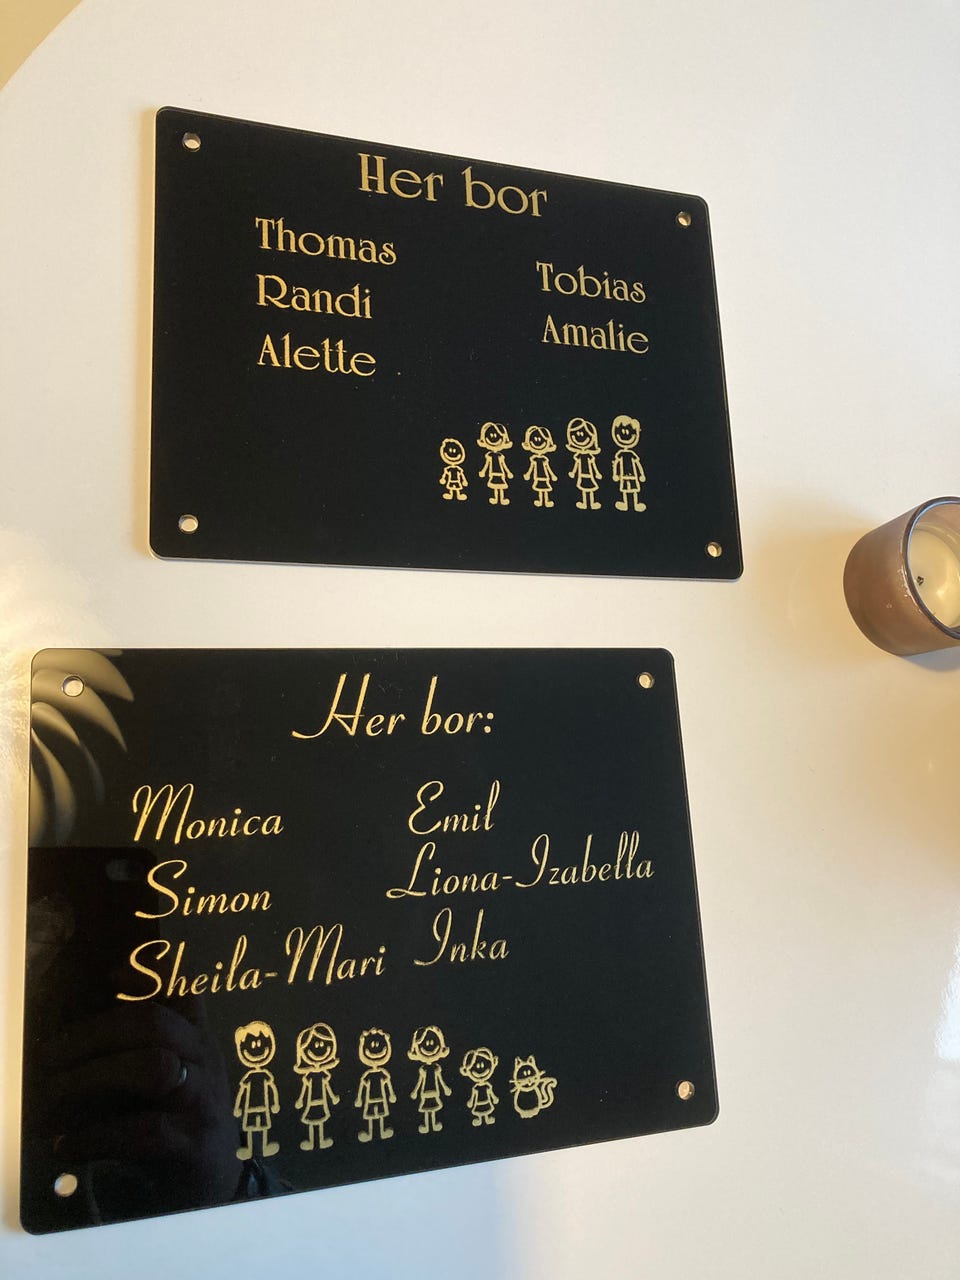 Her bor
Thomas
Randi
Alette
Tobias
Amalie
Her bor:
Monica
Simon
Sheila-Mari
Emil
Liona-Izabella
Inka